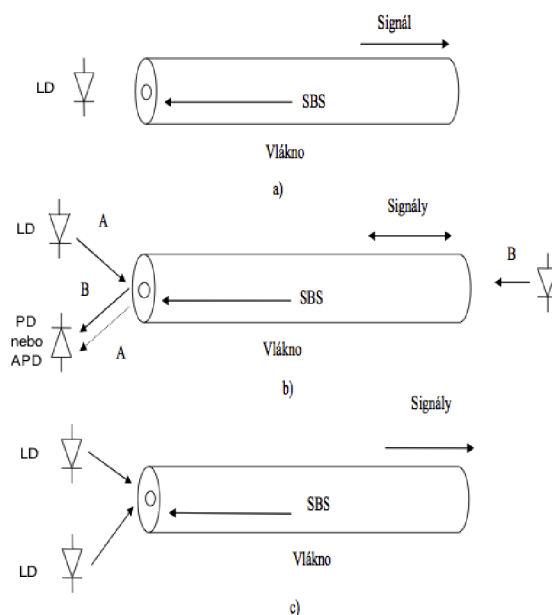 Signál
LD
SBS
Vlákno
a)
A
Signály
LD
B
B
SBS
PD
nebo
APD
A
Vlákno
b)
Signály
LD
SBS
Vlákno
LD
c)